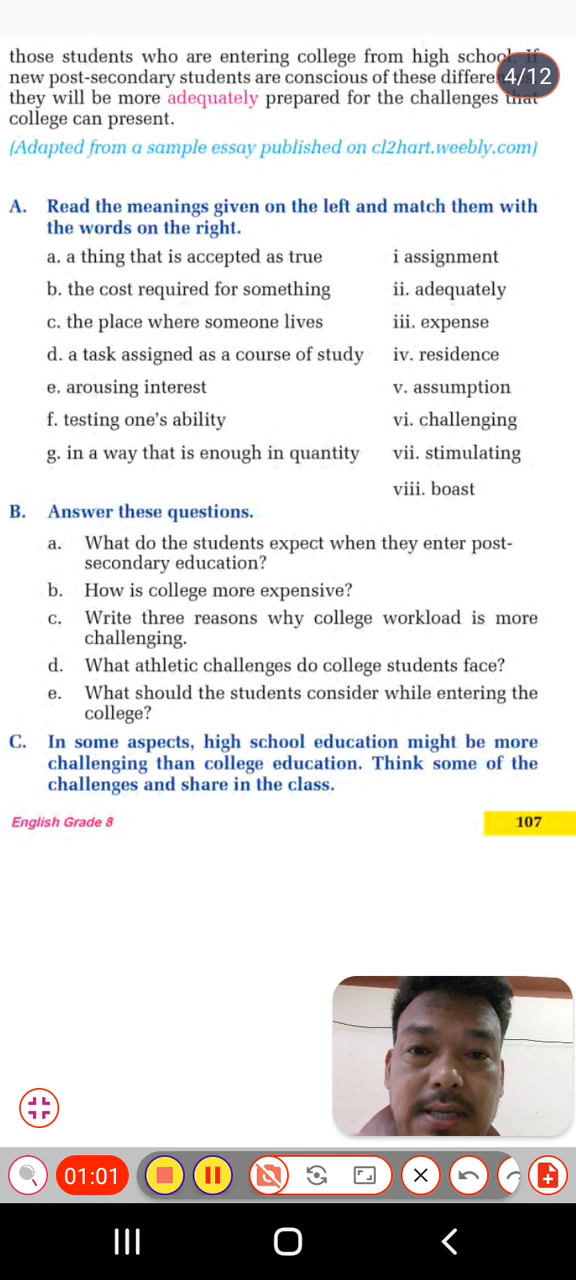 those students who are entering college from high school. If
new post-secondary students are conscious of these
4/12
they will be more adequately prepared for the challenges that
college can present.
(Adapted from a sample essay published on cl2hart.weebly.com)
A. Read the meanings given on the left and match them with
the words on the right.
a. a thing that is accepted as true i assignment
b. the cost required for something ii. adequately
c. the place where someone lives iii. expense
d. a task assigned as a course of study iv. residence
e. arousing interest v. assumption
f. testing one's ability vi. challenging
g. in a way that is enough in quantity vii. stimulating
viii. boast
B. Answer these questions.
a. What do the students expect when they enter post-
secondary education?
b. How is college more expensive?
c. Write three reasons why college workload is more
challenging.
d. What athletic challenges do college students face?
e. What should the students consider while entering the
college?
C. In some aspects, high school education might be more
challenging than college education. Think some of the
challenges and share in the class.
English Grade 8 107
01:01